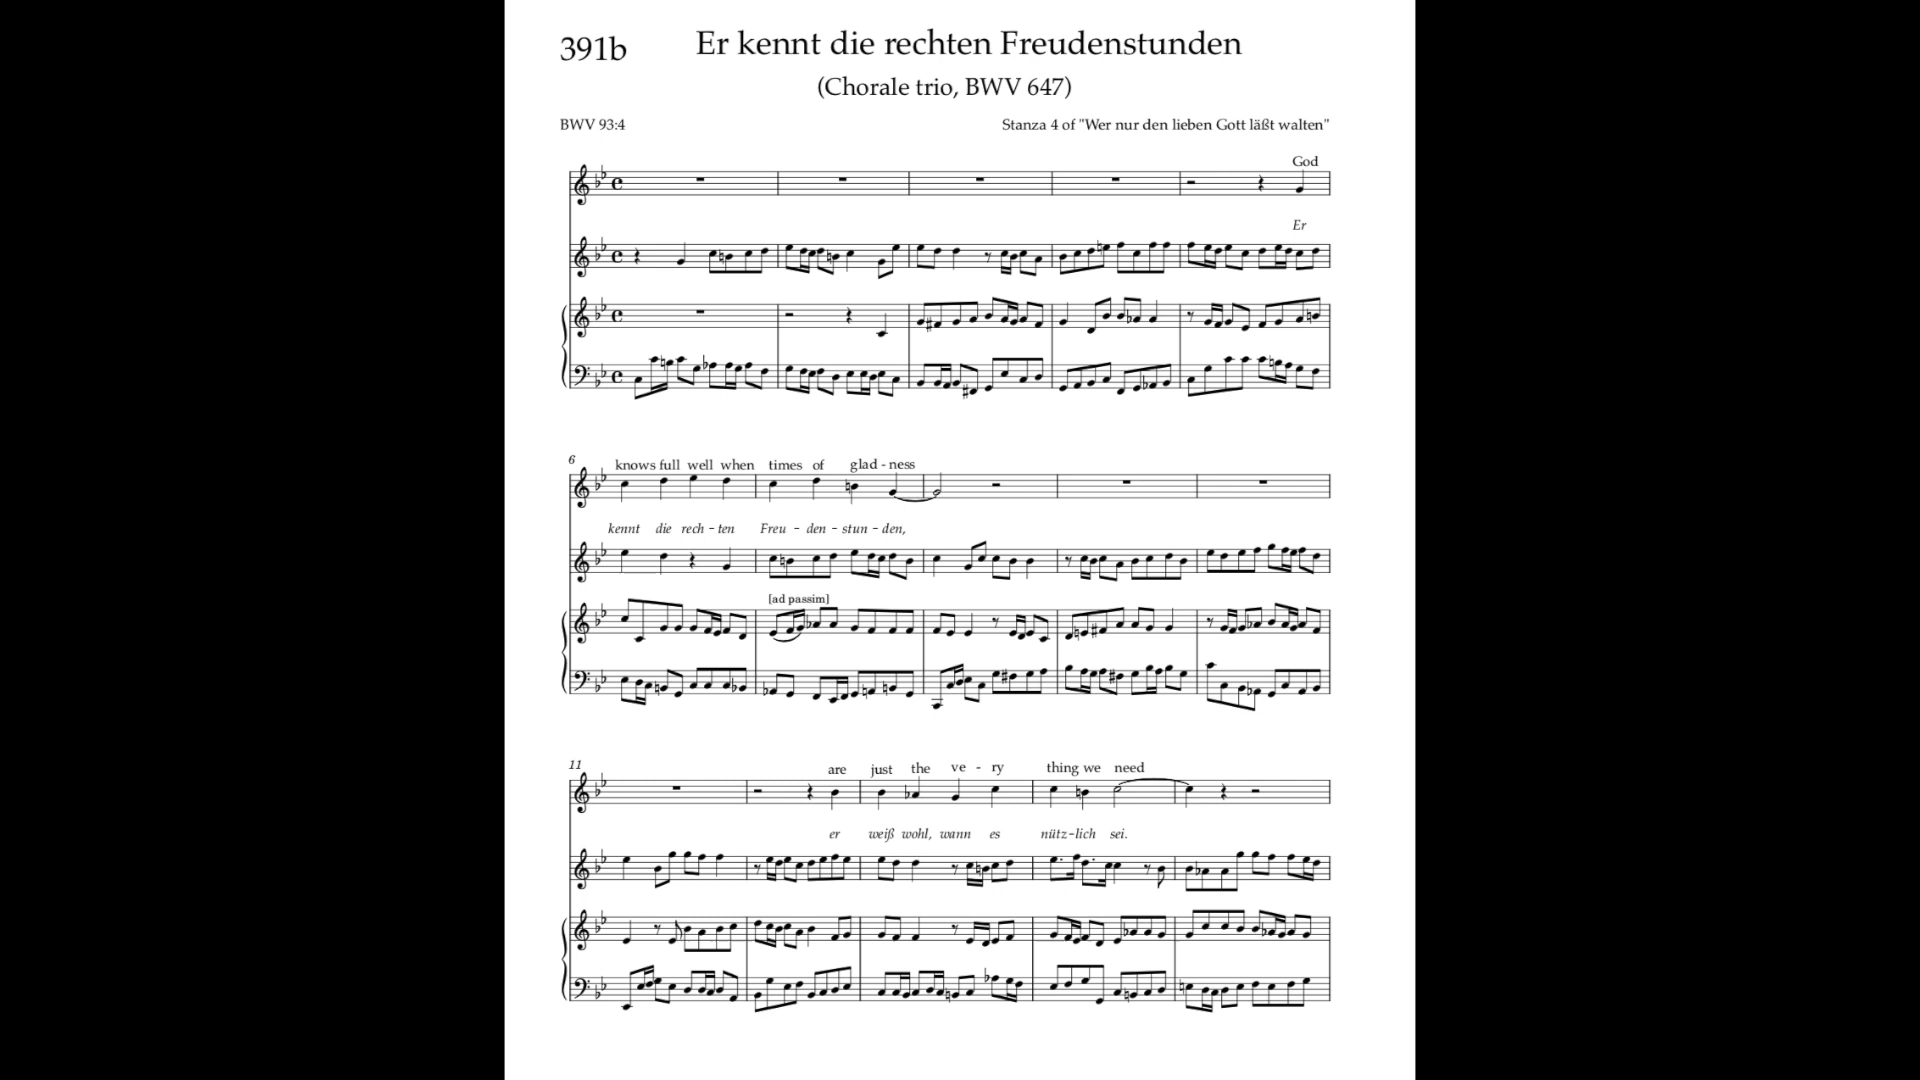 391b
Er kennt die rechten Freudenstunden
(Chorale trio, BWV 647)
BWV 93:4
Stanza 4 of "Wer nur den lieben Gott läßt walten"
God
Er
6
knows full well when times of glad - ness
kennt die rech - ten Freu - den - stun - den,
[ad passim]
11
are just the ve - ry thing we need
er weiß wohl, wann es nütz - lich sei.